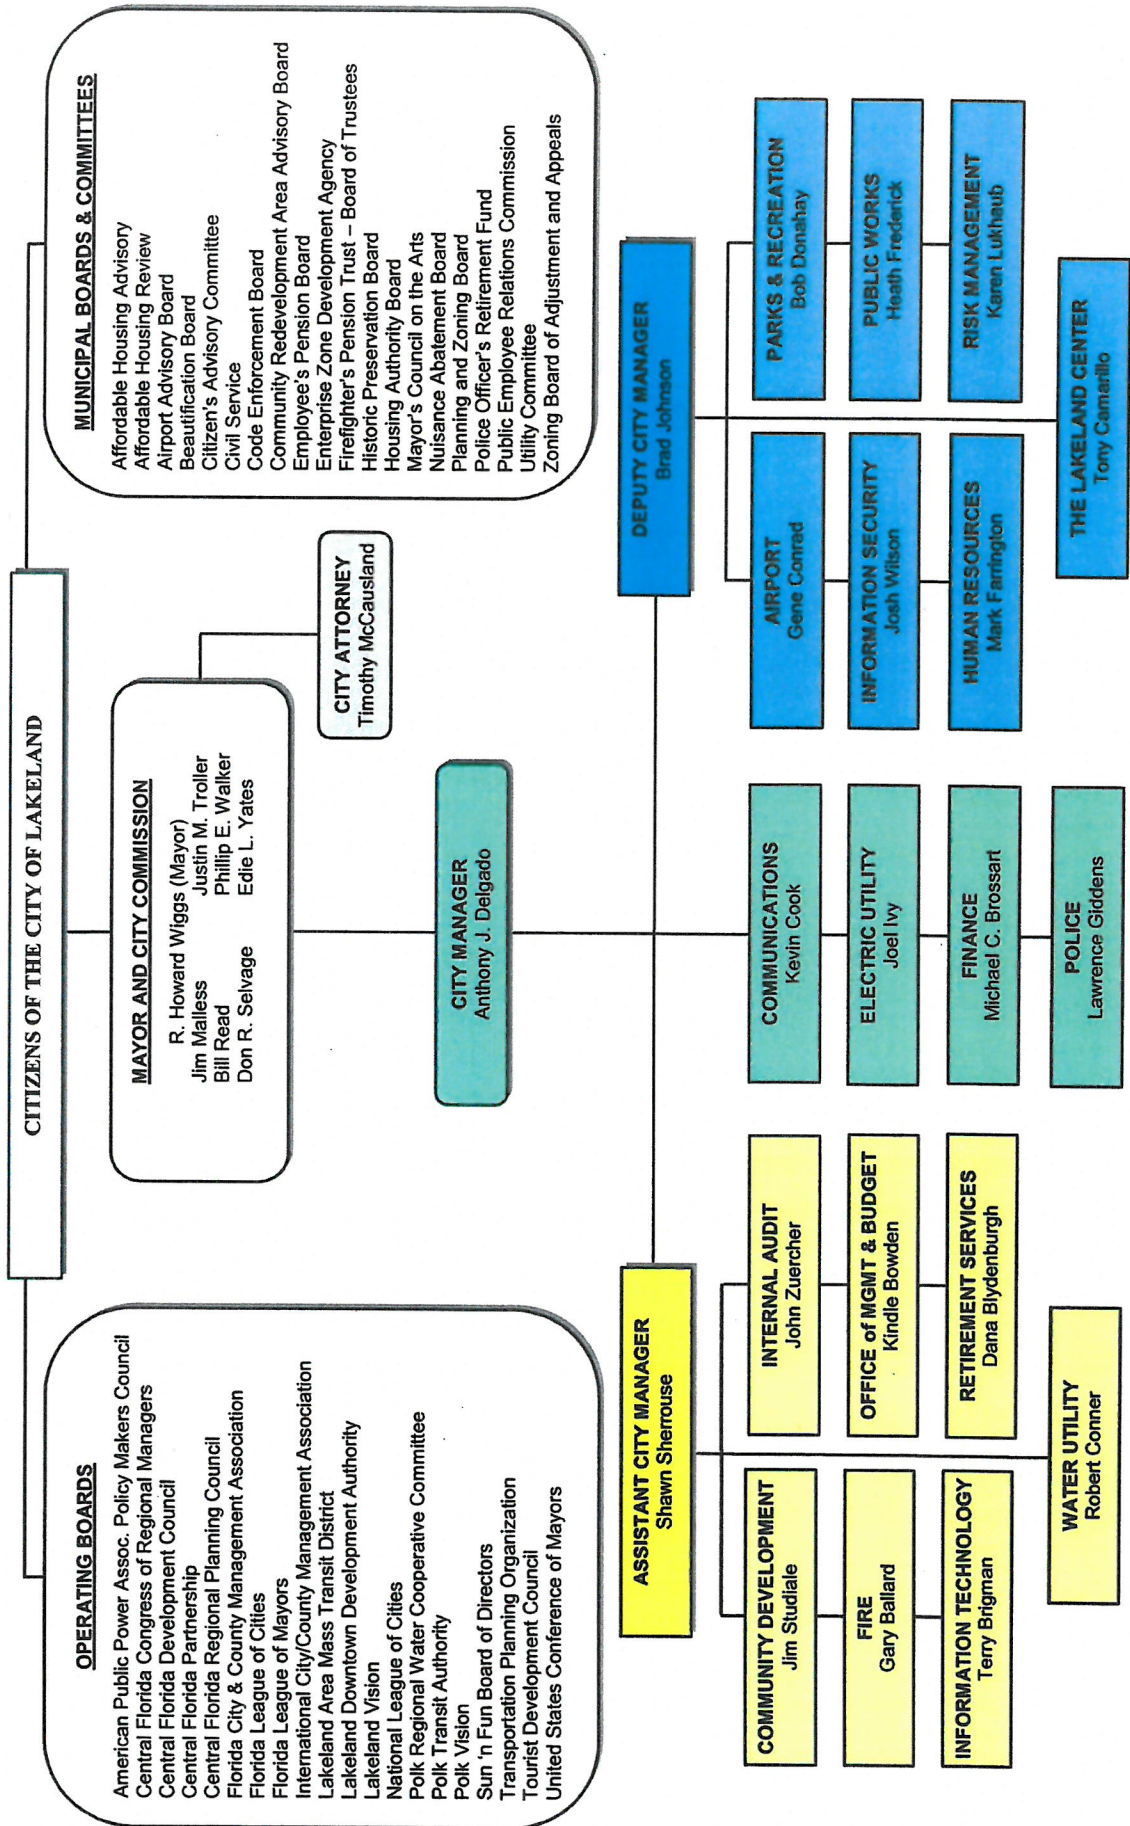 CITIZENS OF THE CITY OF LAKELAND
OPERATING BOARDS
American Public Power Assoc. Policy Makers Council
Central Florida Congress of Regional Managers
Central Florida Development Council
Central Florida Partnership
Central Florida Regional Planning Council
Florida City & County Management Association
Florida League of Cities
Florida League of Mayors
International City/County Management Association
Lakeland Area Mass Transit District
Lakeland Downtown Development Authority
Lakeland Vision
National League of Cities
Polk Regional Water Cooperative Committee
Polk Transit Authority
Polk Vision
Sun 'n Fun Board of Directors
Transportation Planning Organization
Tourist Development Council
United States Conference of Mayors
MAYOR AND CITY COMMISSION
R. Howard Wiggs (Mayor)
Jim Malless Justin M. Troller
Bill Read Phillip E. Walker
Don R. Selvage Edie L. Yates
MUNICIPAL BOARDS & COMMITTEES
Affordable Housing Advisory
Affordable Housing Review
Airport Advisory Board
Beautification Board
Citizen's Advisory Committee
Civil Service
Code Enforcement Board
Community Redevelopment Area Advisory Board
Employee's Pension Board
Enterprise Zone Development Agency
Firefighter's Pension Trust – Board of Trustees
Historic Preservation Board
Housing Authority Board
Mayor's Council on the Arts
Nuisance Abatement Board
Planning and Zoning Board
Police Officer's Retirement Fund
Public Employee Relations Commission
Utility Committee
Zoning Board of Adjustment and Appeals
CITY ATTORNEY
Timothy McCausland
CITY MANAGER
Anthony J. Delgado
ASSISTANT CITY MANAGER
Shawn Sherrouse
DEPUTY CITY MANAGER
Brad Johnson
COMMUNITY DEVELOPMENT
Jim Studiale
INTERNAL AUDIT
John Zuercher
COMMUNICATIONS
Kevin Cook
AIRPORT
Gene Conrad
PARKS & RECREATION
Bob Donahay
FIRE
Gary Ballard
OFFICE of MGMT & BUDGET
Kindle Bowden
ELECTRIC UTILITY
Joel Ivy
INFORMATION SECURITY
Josh Wilson
PUBLIC WORKS
Heath Frederick
INFORMATION TECHNOLOGY
Terry Brigman
RETIREMENT SERVICES
Dana Blydenburgh
FINANCE
Michael C. Brossart
HUMAN RESOURCES
Mark Farrington
RISK MANAGEMENT
Karen Lukhaub
WATER UTILITY
Robert Conner
POLICE
Lawrence Giddens
THE LAKELAND CENTER
Tony Camarillo